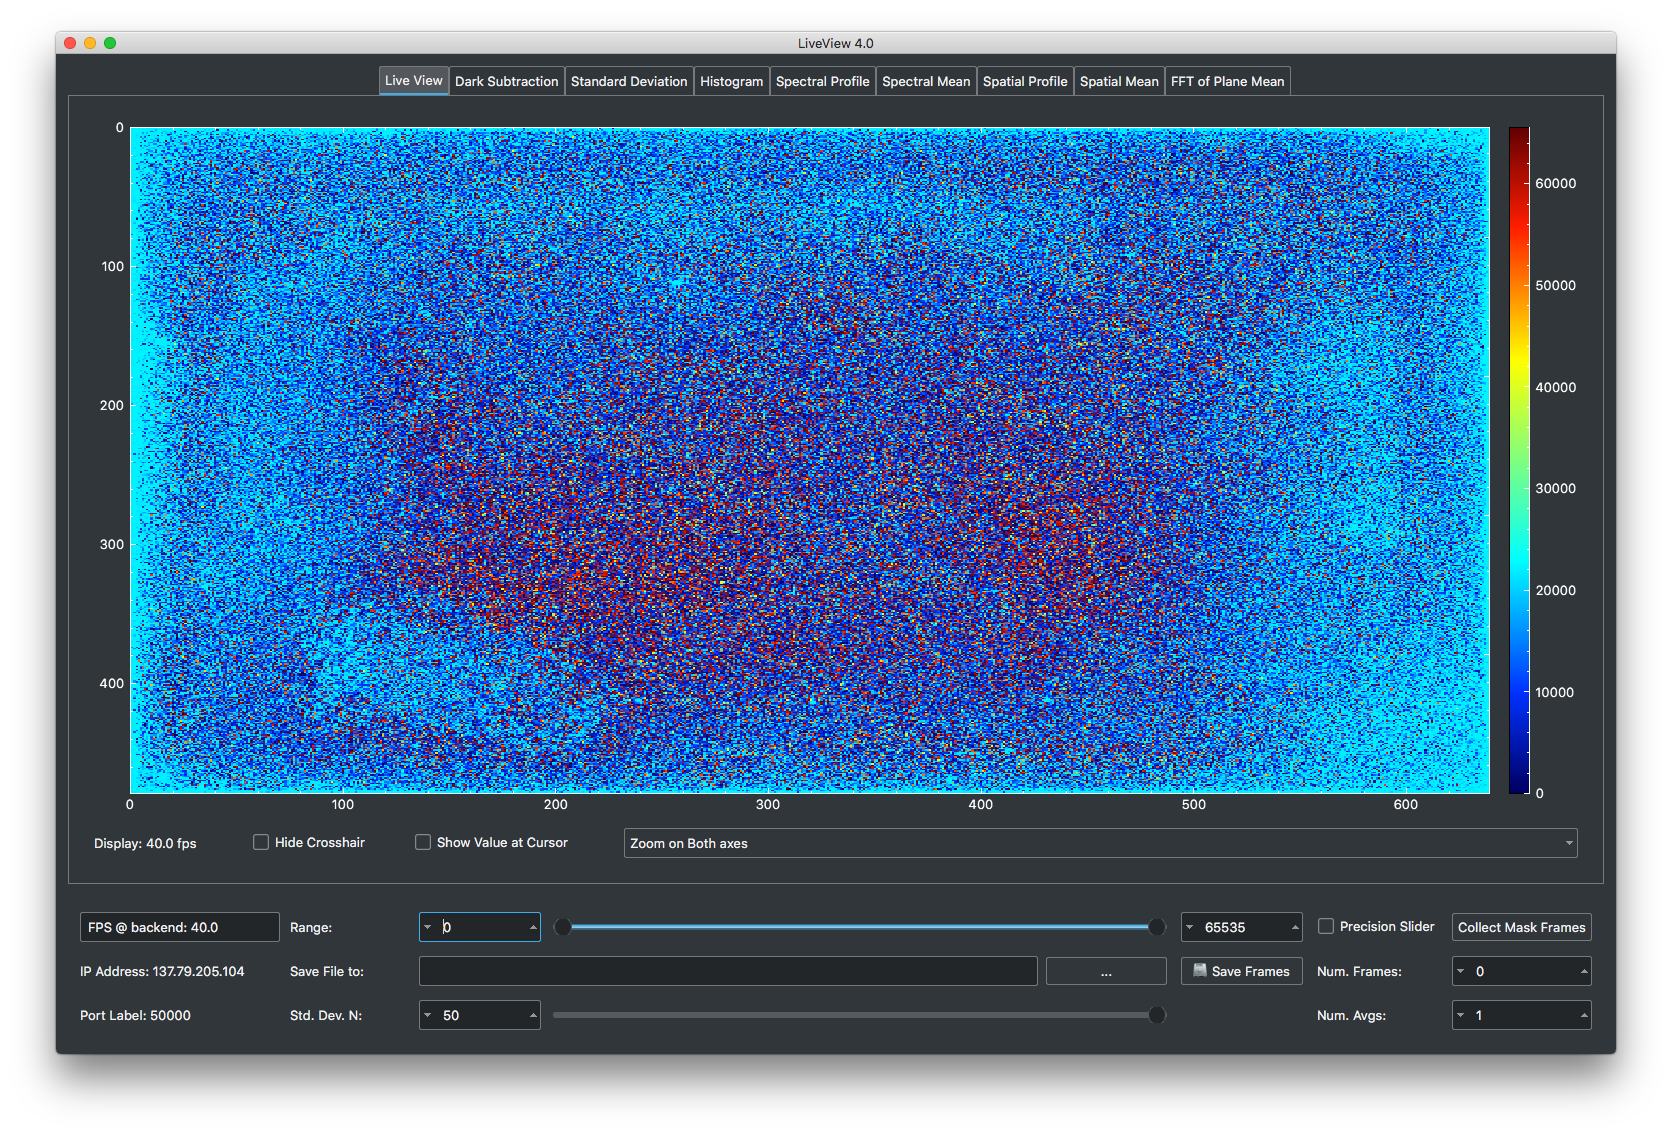 LiveView 4.0
Live View Dark Subtraction Standard Deviation Histogram Spectral Profile Spectral Mean Spatial Profile Spatial Mean FFT of Plane Mean
0
100
200
300
400
0 100 200 300 400 500 600
60000
50000
40000
30000
20000
10000
0
Display: 40.0 fps Hide Crosshair Show Value at Cursor Zoom on Both axes
FPS @ backend: 40.0 Range: 0 65535 Precision Slider Collect Mask Frames
IP Address: 137.79.205.104 Save File to: ... Save Frames Num. Frames: 0
Port Label: 50000 Std. Dev. N: 50 Num. Avgs: 1